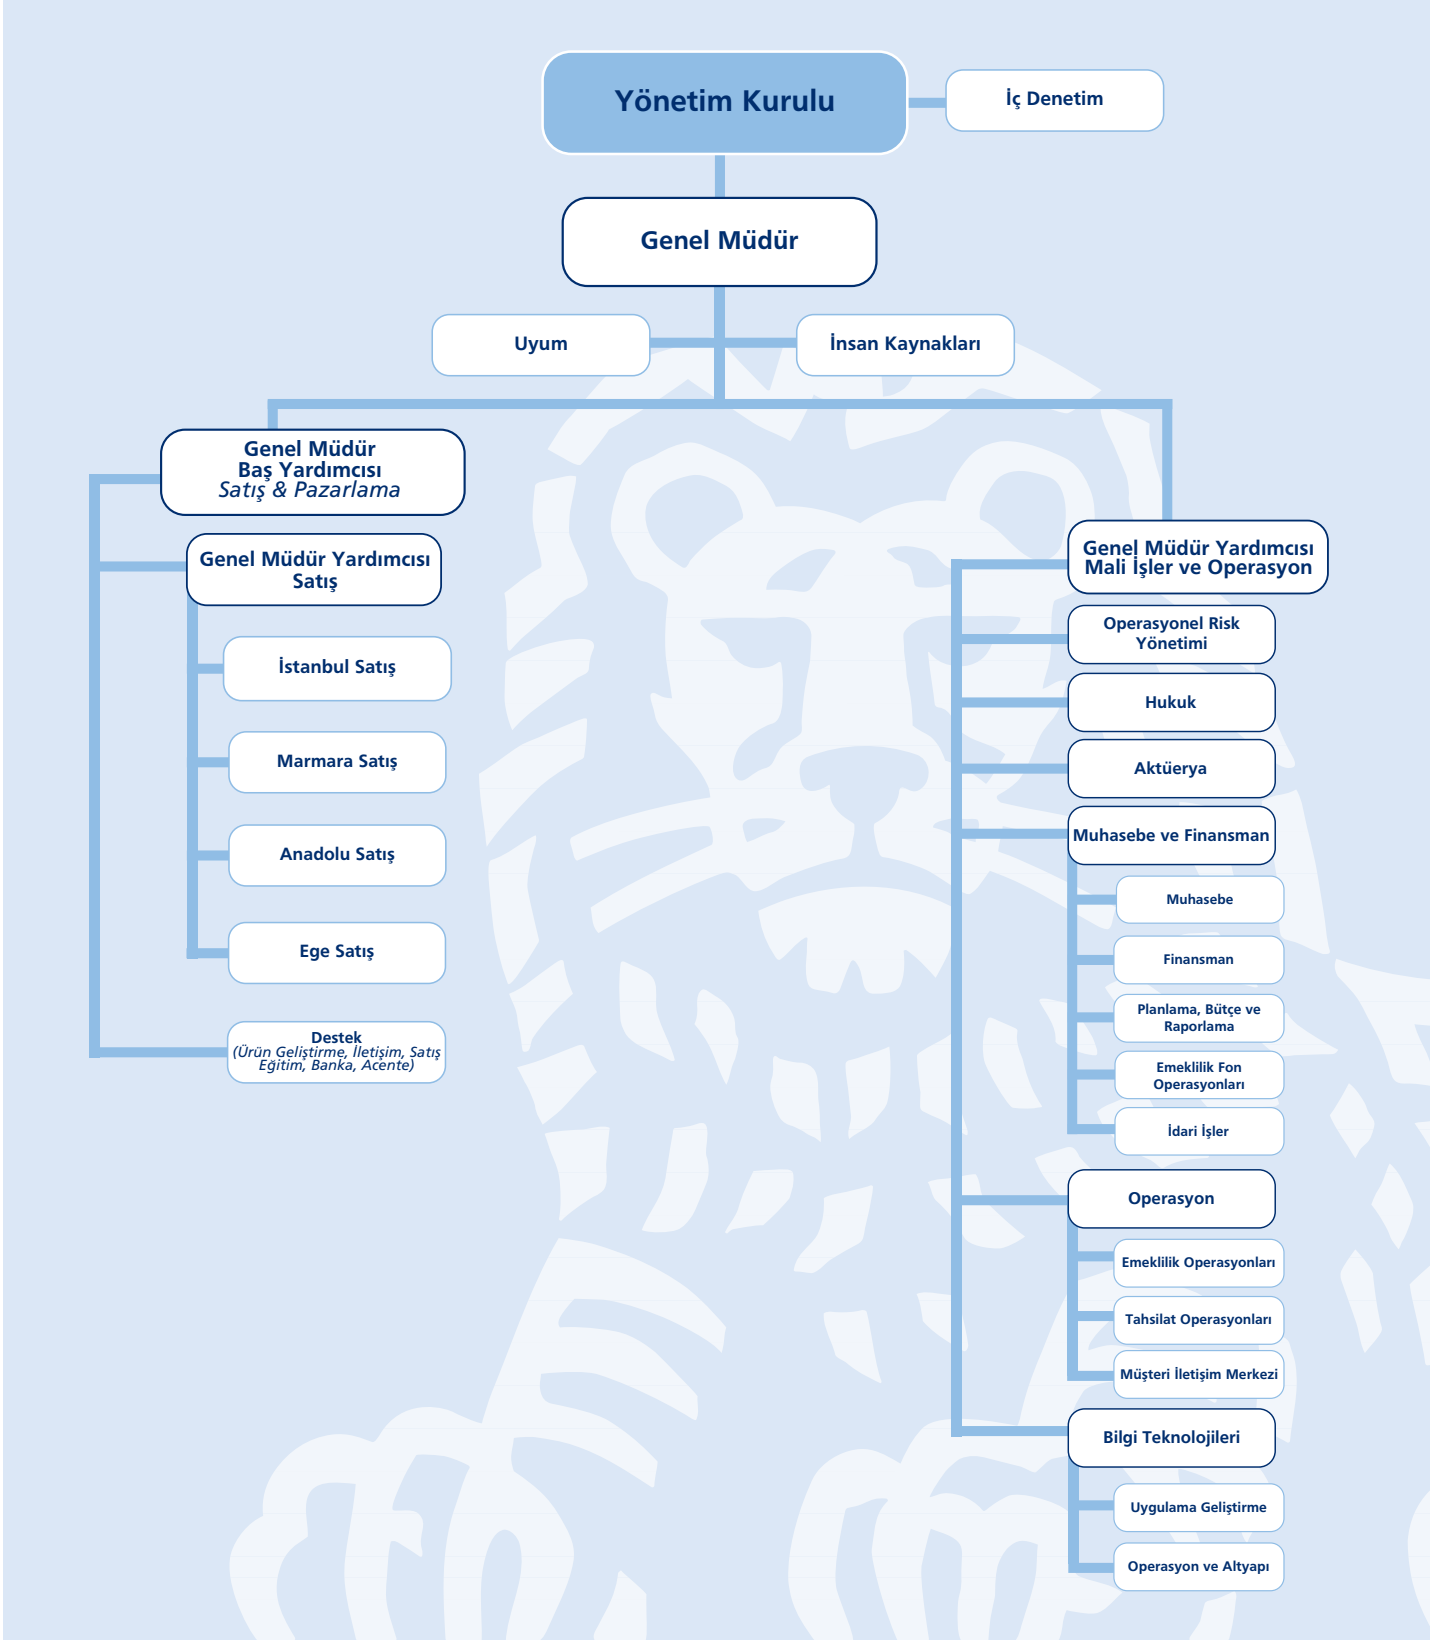 Yönetim Kurulu
İç Denetim
Genel Müdür
Uyum
İnsan Kaynakları
Genel Müdür
Baş Yardımcısı
Satış & Pazarlama
Genel Müdür Yardımcısı
Satış
İstanbul Satış
Marmara Satış
Anadolu Satış
Ege Satış
Destek
(Ürün Geliştirme, İletişim, Satış
Eğitim, Banka, Acente)
Genel Müdür Yardımcısı
Mali İşler ve Operasyon
Operasyonel Risk
Yönetimi
Hukuk
Aktüerya
Muhasebe ve Finansman
Muhasebe
Finansman
Planlama, Bütçe ve
Raporlama
Emeklilik Fon
Operasyonları
İdari İşler
Operasyon
Emeklilik Operasyonları
Tahsilat Operasyonları
Müşteri İletişim Merkezi
Bilgi Teknolojileri
Uygulama Geliştirme
Operasyon ve Altyapı